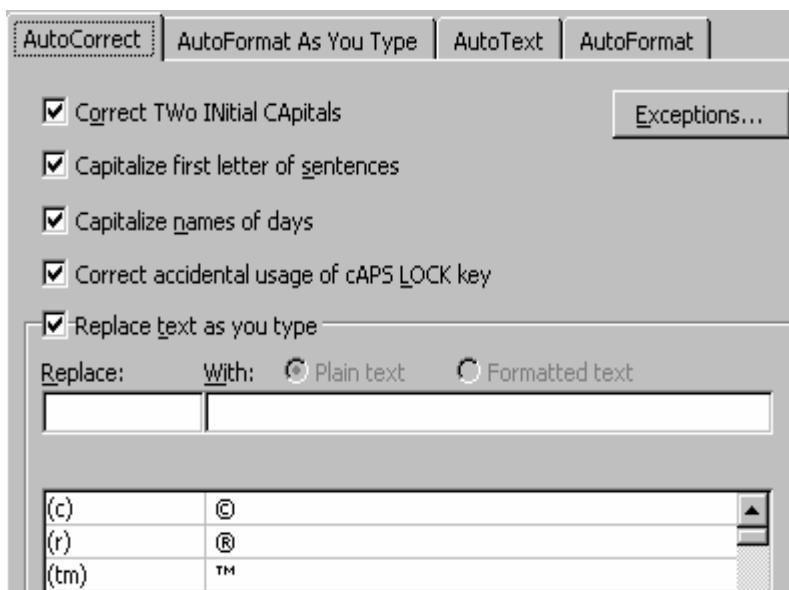 AutoCorrect AutoFormat As You Type AutoText AutoFormat
Correct TWo INitial CApitals Exceptions...
Capitalize first letter of sentences
Capitalize names of days
Correct accidental usage of cAPS LOCK key
Replace text as you type
Replace: With: Plain text Formatted text
(c) ©
(r) ®
(tm) ™